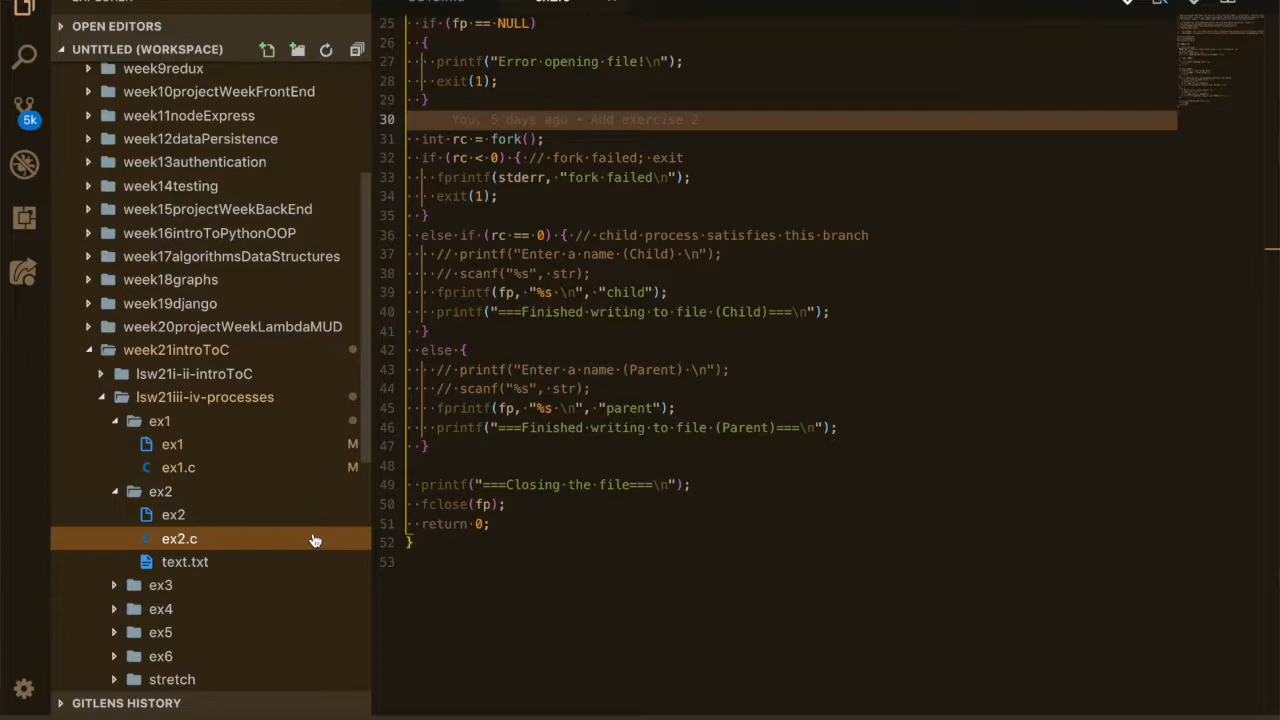 OPEN EDITORS
UNTITLED (WORKSPACE)
week9redux
week10projectWeekFrontEnd
week11nodeExpress
week12dataPersistence
week13authentication
week14testing
week15projectWeekBackEnd
week16introToPythonOOP
week17algorithmsDataStructures
week18graphs
week19django
week20projectWeekLambdaMUD
week21introToC
lsw21i-ii-introToC
lsw21iii-iv-processes
ex1
ex1 M
ex1.c M
ex2
ex2
ex2.c
text.txt
ex3
ex4
ex5
ex6
stretch
GITLENS HISTORY
5k
25 if (fp == NULL)
26 {
27 printf("Error opening file!\n");
28 exit(1);
29 }
30 You, 5 days ago • Add exercise 2
31 int rc = fork();
32 if (rc < 0) { // fork failed; exit
33 fprintf(stderr, "fork failed\n");
34 exit(1);
35 }
36 else if (rc == 0) { // child process satisfies this branch
37 // printf("Enter a name (Child) \n");
38 // scanf("%s", str);
39 fprintf(fp, "%s \n", "child");
40 printf("===Finished writing to file (Child)===\n");
41 }
42 else {
43 // printf("Enter a name (Parent) \n");
44 // scanf("%s", str);
45 fprintf(fp, "%s \n", "parent");
46 printf("===Finished writing to file (Parent)===\n");
47 }
48
49 printf("===Closing the file===\n");
50 fclose(fp);
51 return 0;
52 }
53